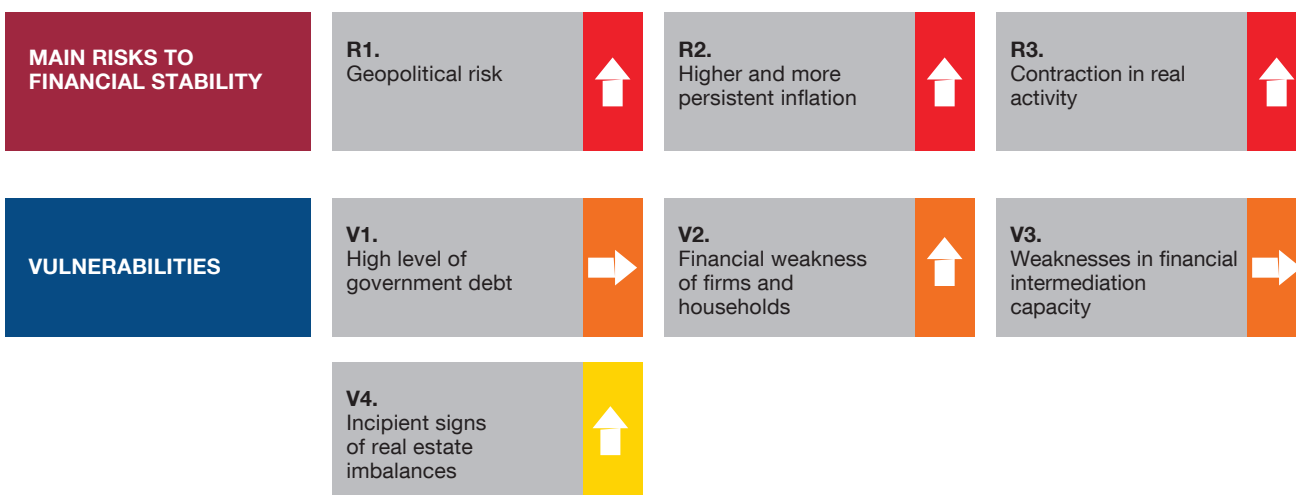 MAIN RISKS TO
FINANCIAL STABILITY
R1.
Geopolitical risk
R2.
Higher and more
persistent inflation
R3.
Contraction in real
activity
VULNERABILITIES
V1.
High level of
government debt
V2.
Financial weakness
of firms and
households
V3.
Weaknesses in financial
intermediation
capacity
V4.
Incipient signs
of real estate
imbalances